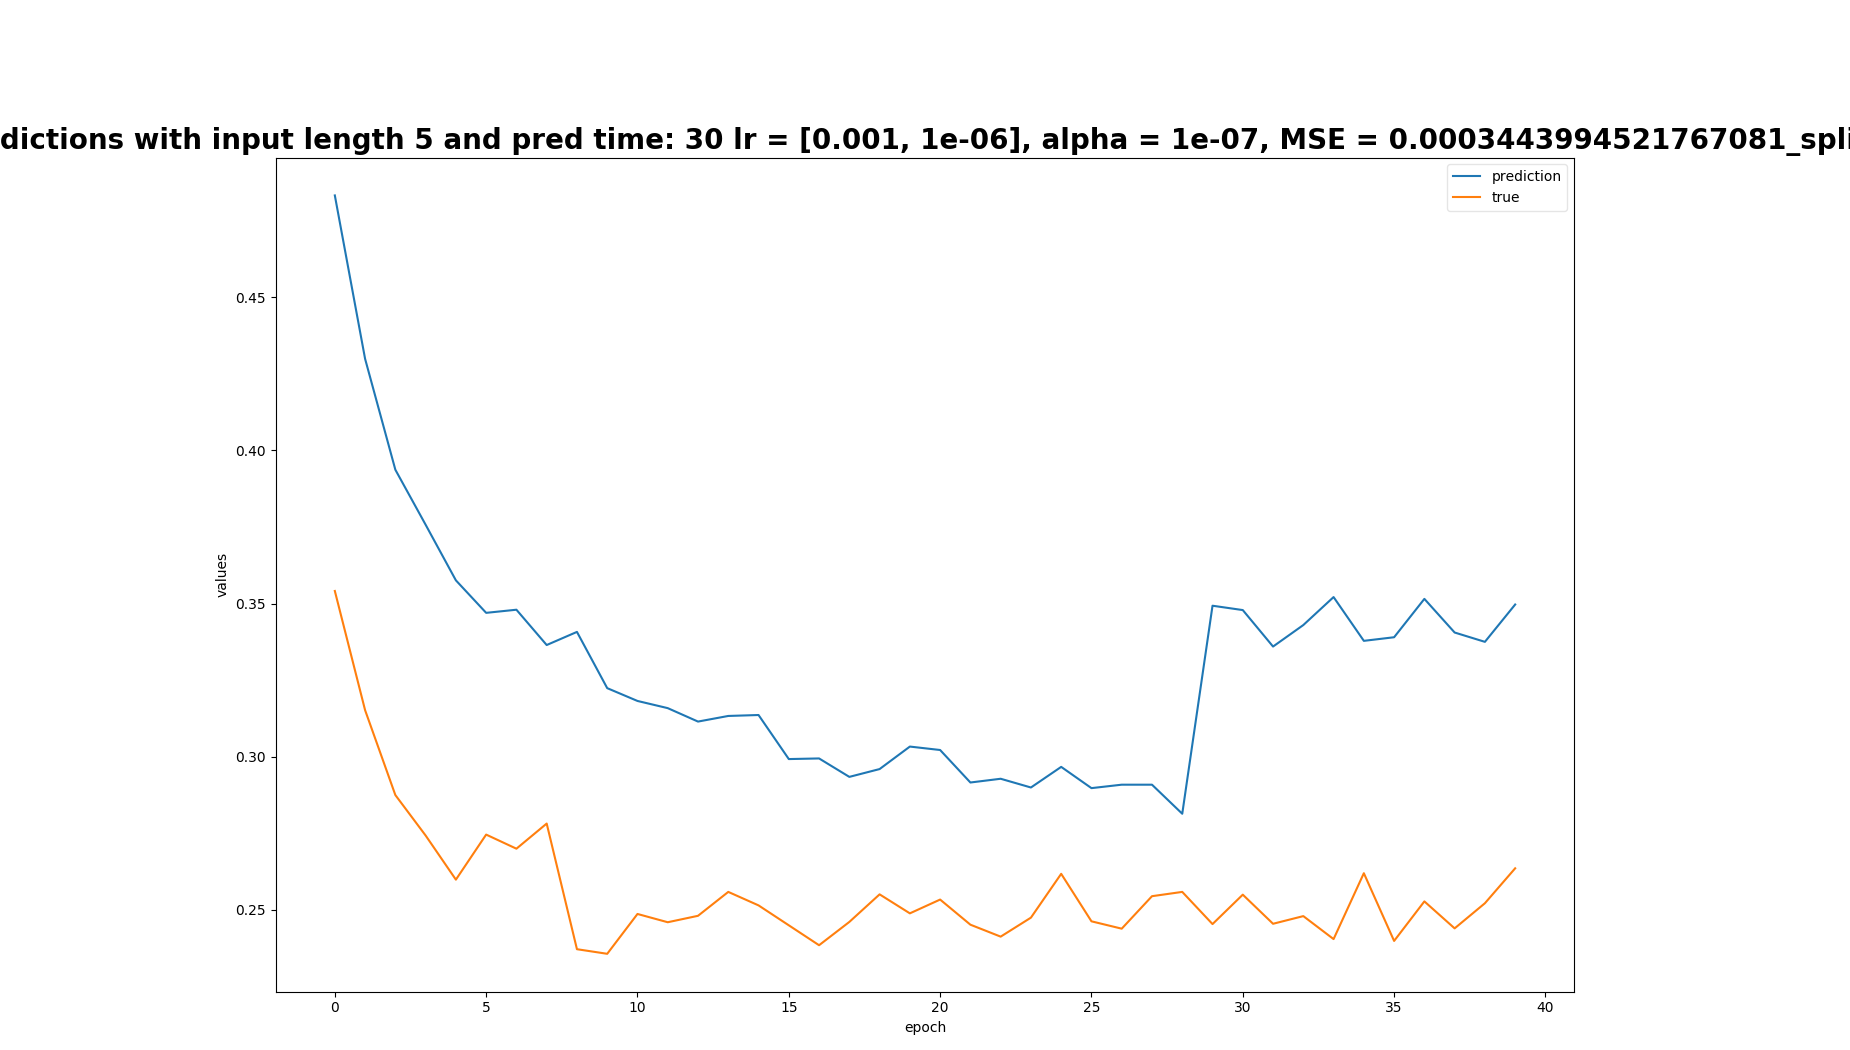 dictions with input length 5 and pred time: 30 lr = [0.001, 1e-06], alpha = 1e-07, MSE = 0.0003443994521767081_spli
prediction
true
0.45
0.40
0.35
0.30
0.25
values
0 5 10 15 20 25 30 35 40
epoch